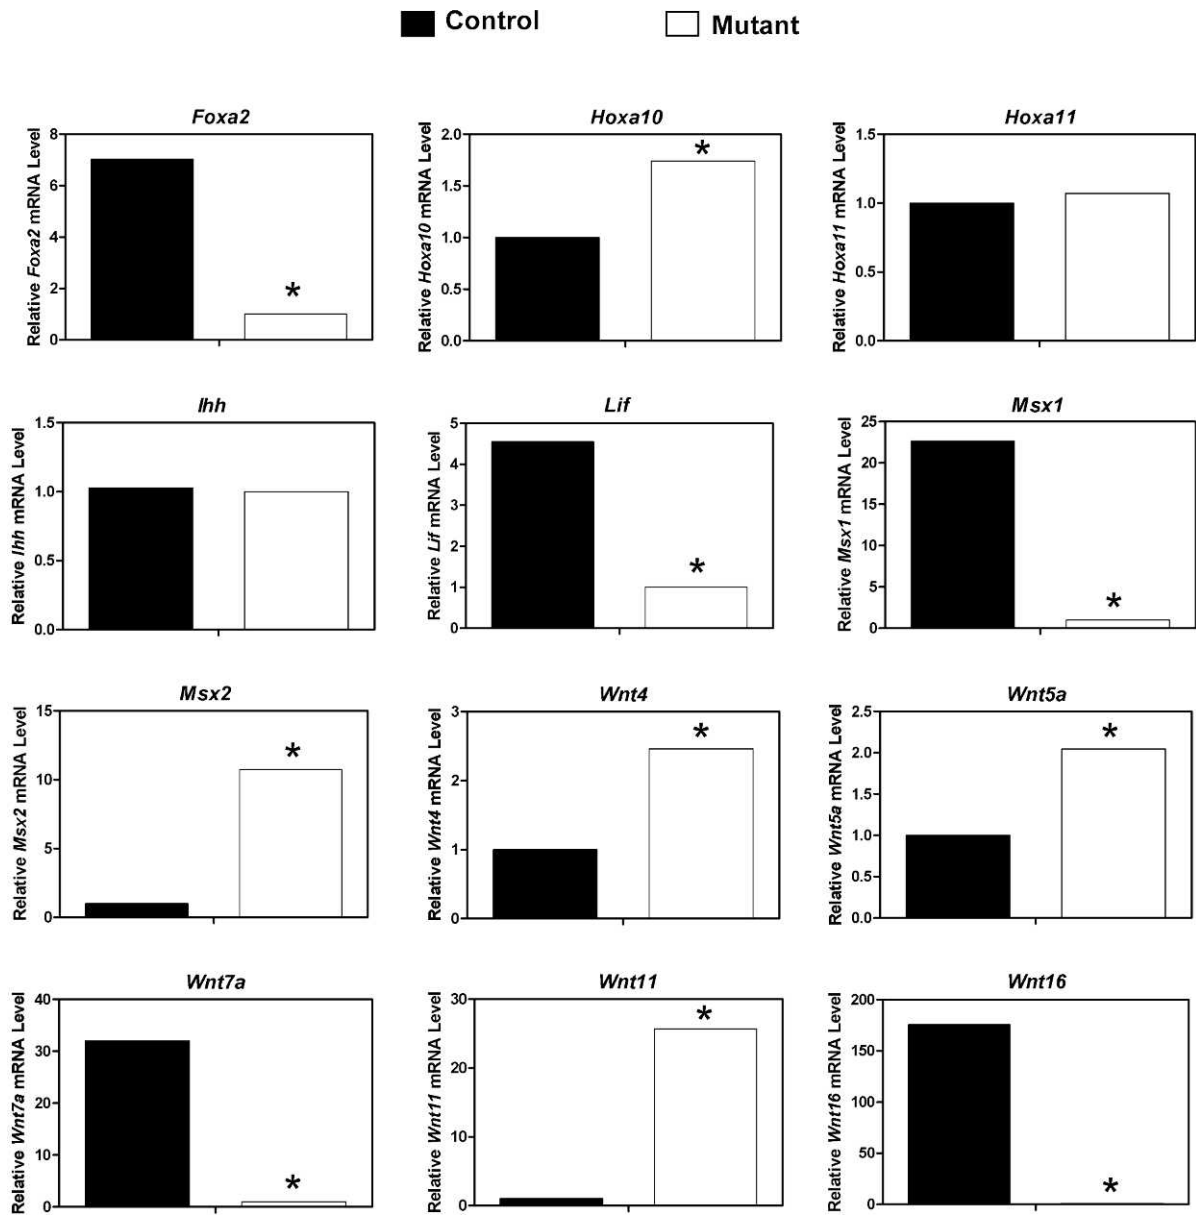 Control Mutant
Foxa2
Relative Foxa2 mRNA Level
8
6
4
2
0
*
Hoxa10
Relative Hoxa10 mRNA Level
2.0
1.5
1.0
0.5
0.0
*
Hoxa11
Relative Hoxa11 mRNA Level
1.5
1.0
0.5
0.0
Ihh
Relative Ihh mRNA Level
1.5
1.0
0.5
0.0
Lif
Relative Lif mRNA Level
5
4
3
2
1
0
*
Msx1
Relative Msx1 mRNA Level
25
20
15
10
5
0
*
Msx2
Relative Msx2 mRNA Level
15
10
5
0
*
Wnt4
Relative Wnt4 mRNA Level
3
2
1
0
*
Wnt5a
Relative Wnt5a mRNA Level
2.5
2.0
1.5
1.0
0.5
0.0
*
Wnt7a
Relative Wnt7a mRNA Level
40
30
20
10
0
*
Wnt11
Relative Wnt11 mRNA Level
30
20
10
0
*
Wnt16
Relative Wnt16 mRNA Level
200
150
100
50
0
*